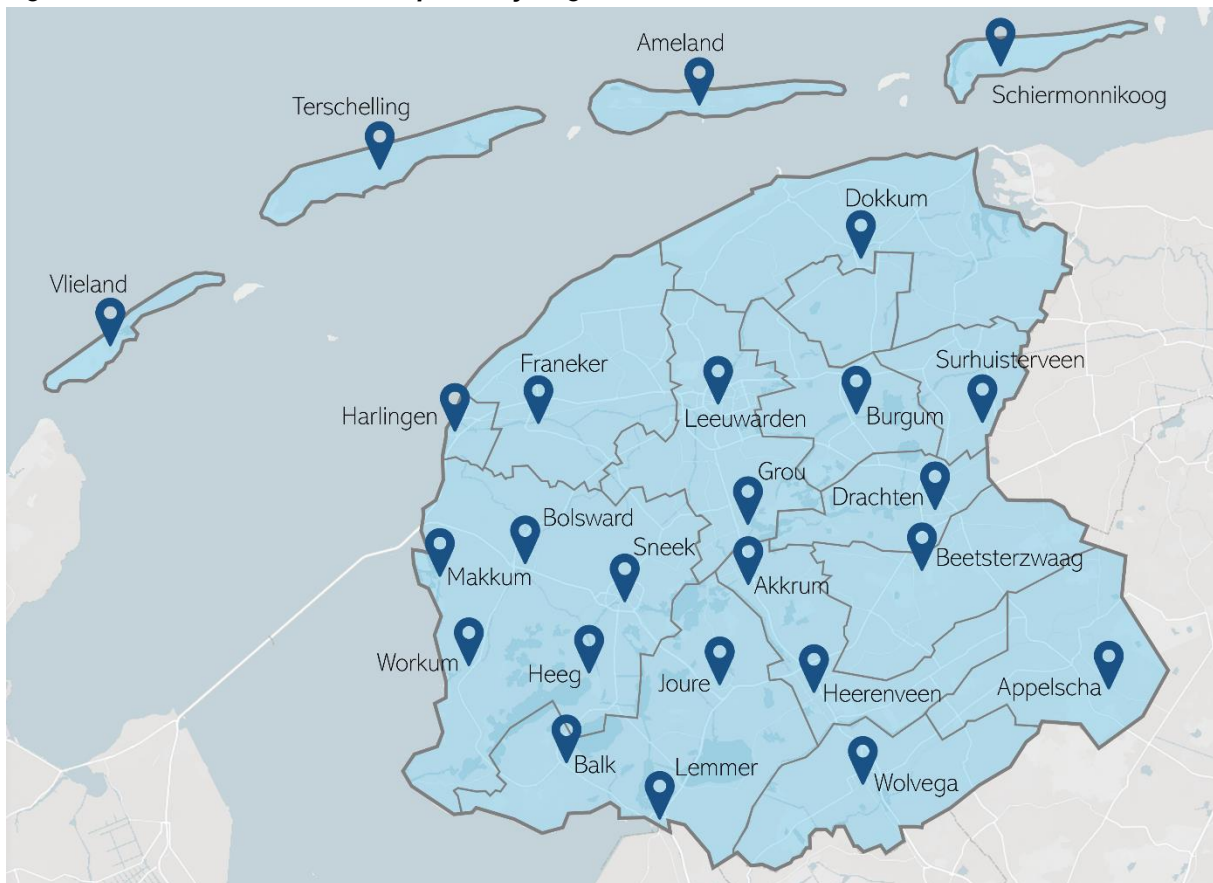 Ameland
Schiermonnikoog
Terschelling
Dokkum
Vlieland
Franeker
Surhuisterveen
Harlingen
Leeuwarden
Burgum
Grou
Drachten
Bolsward
Sneek
Beetsterzwaag
Makkum
Akkrum
Workum
Heeg
Joure
Heerenveen
Appelscha
Balk
Lemmer
Wolvega